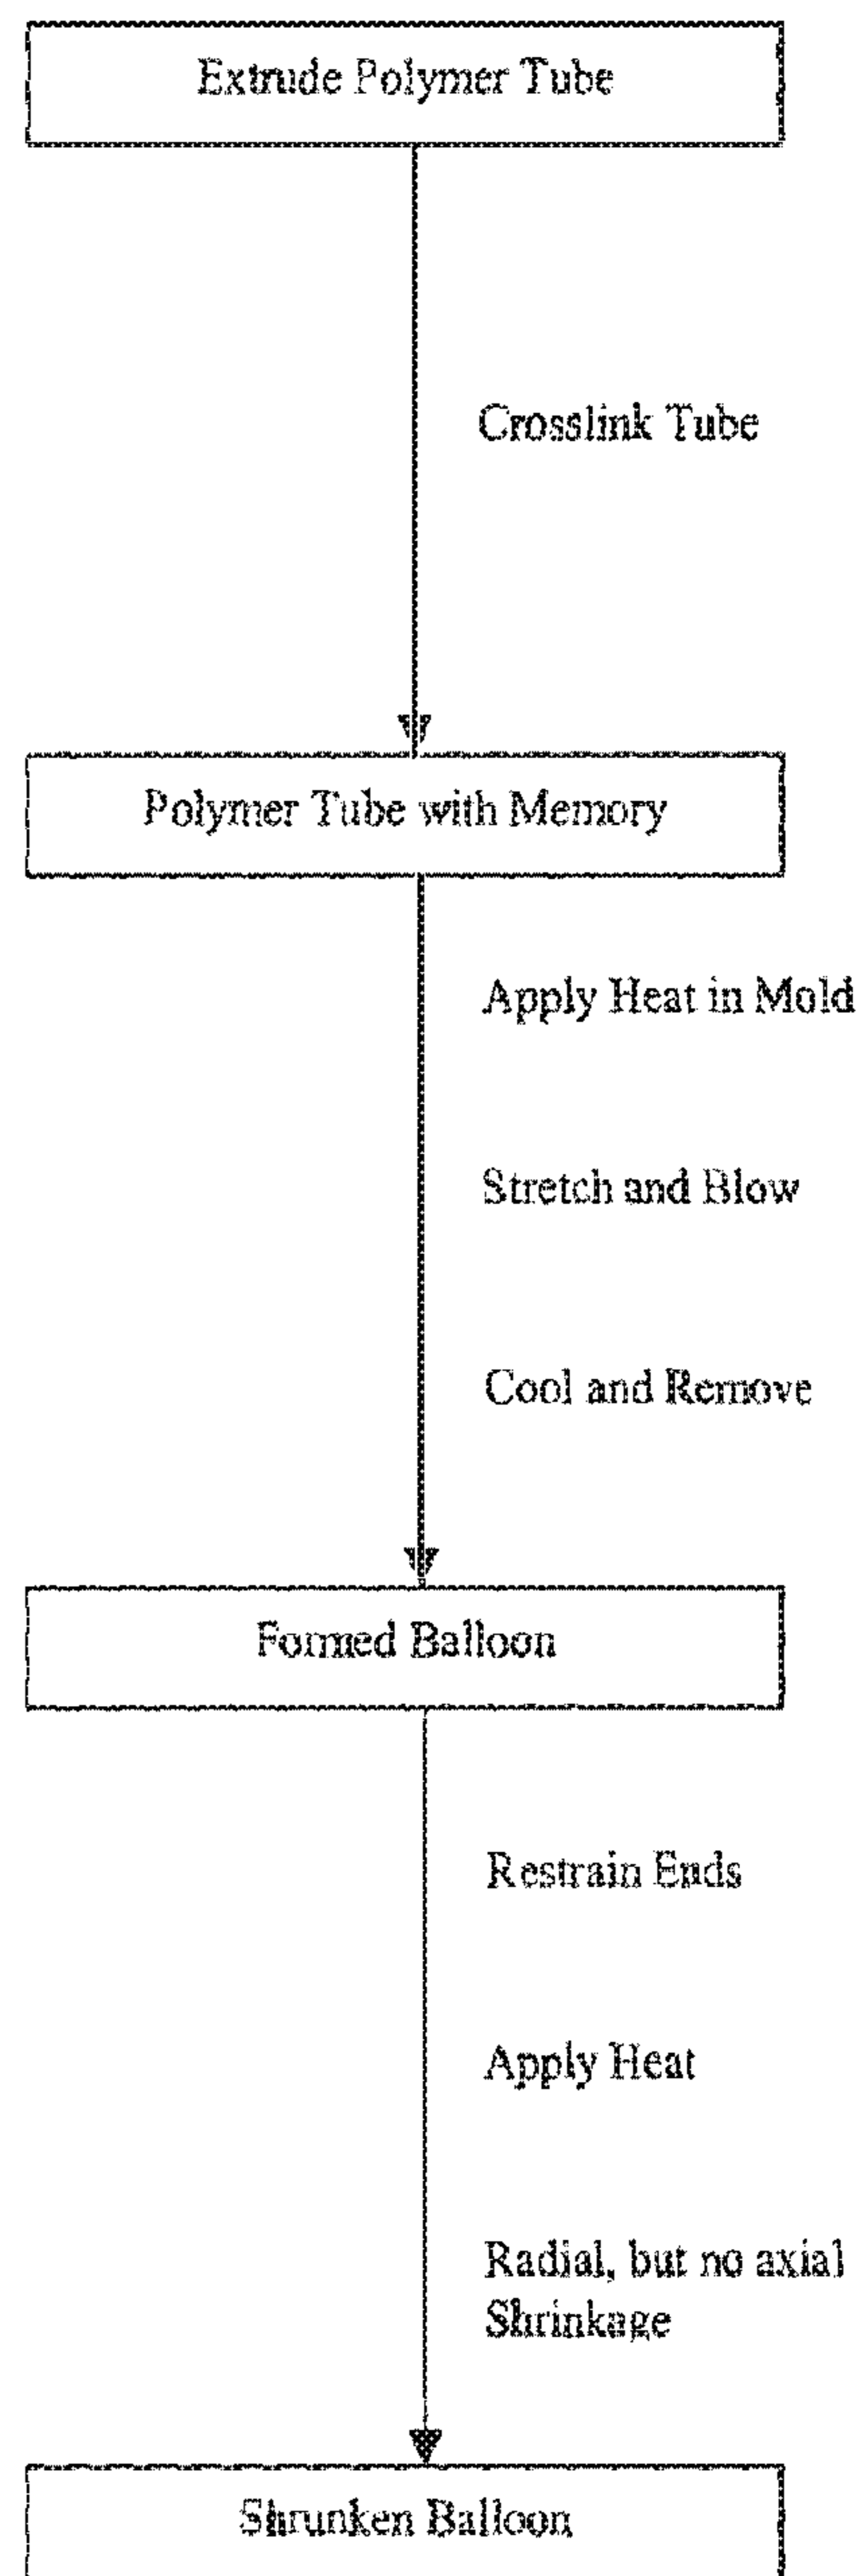 Extrude Polymer Tube
Crosslink Tube
Polymer Tube with Memory
Apply Heat in Mold
Stretch and Blow
Cool and Remove
Formed Balloon
Restrain Ends
Apply Heat
Radial, but no axial
Shrinkage
Shrunken Balloon